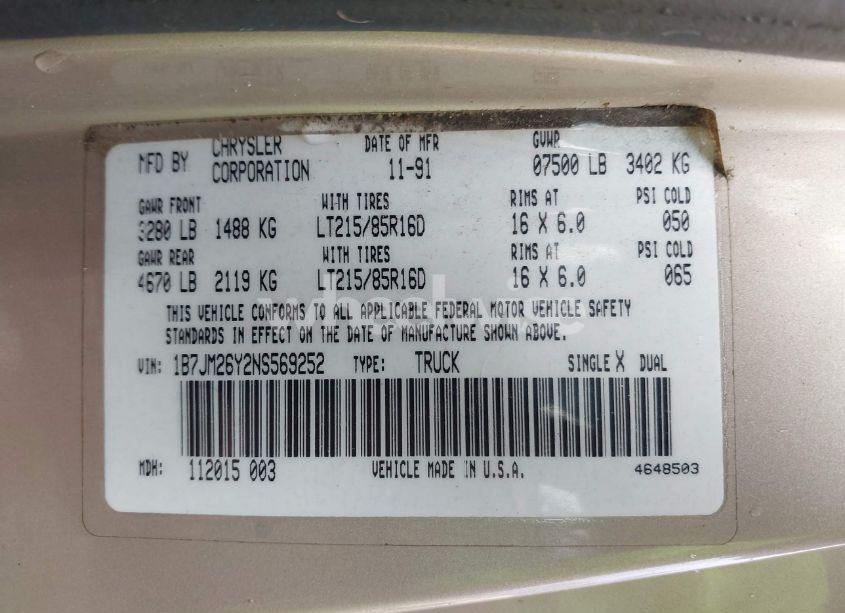 MFD BY CHRYSLER CORPORATION DATE OF MFR 11-91 GVWR 07500 LB 3402 KG
GAWR FRONT WITH TIRES RIMS AT PSI COLD
3280 LB 1488 KG LT215/85R16D 16 X 6.0 050
GAWR REAR WITH TIRES RIMS AT PSI COLD
4670 LB 2119 KG LT215/85R16D 16 X 6.0 065
THIS VEHICLE CONFORMS TO ALL APPLICABLE FEDERAL MOTOR VEHICLE SAFETY
STANDARDS IN EFFECT ON THE DATE OF MANUFACTURE SHOWN ABOVE.
VIN: 1B7JM26Y2NS569252 TYPE: TRUCK SINGLE X DUAL
MDH: 112015 003 VEHICLE MADE IN U.S.A. 4648503